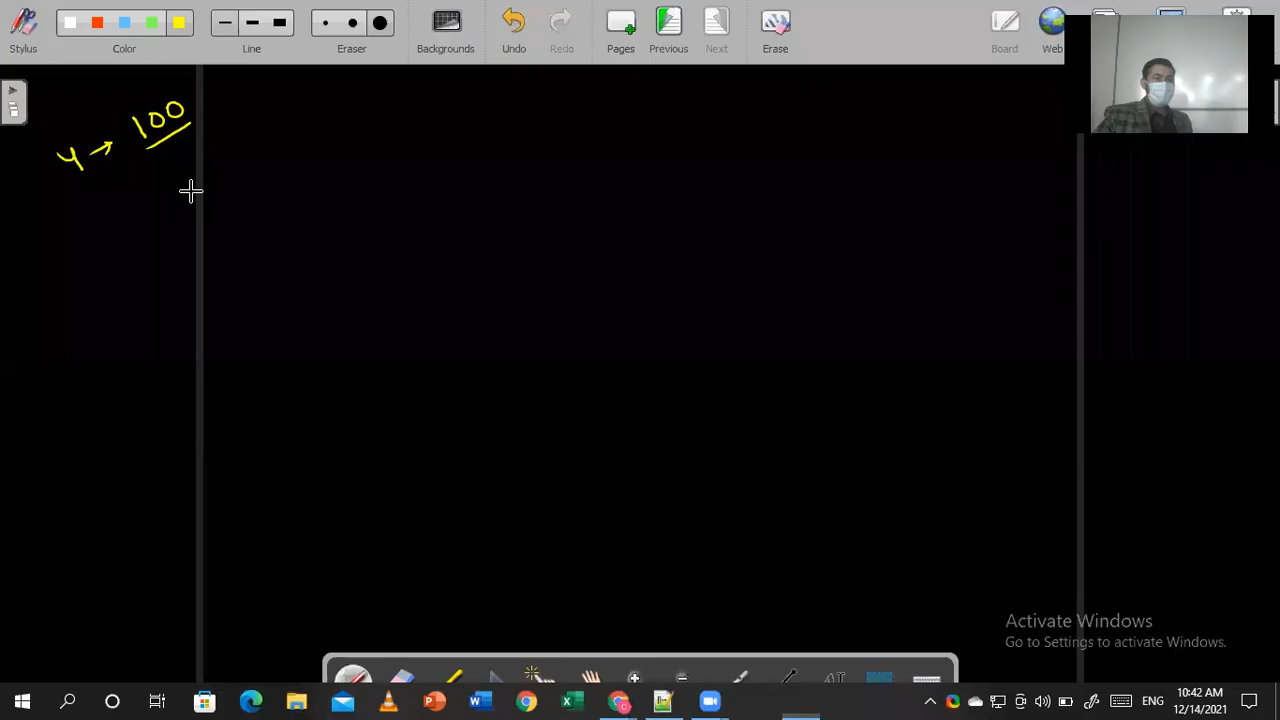 Stylus
Color
Line
Eraser
Backgrounds
Undo
Redo
Pages
Previous
Next
Erase
Board
Web
y → 100
Activate Windows
Go to Settings to activate Windows.
ENG
10:42 AM
12/14/2021